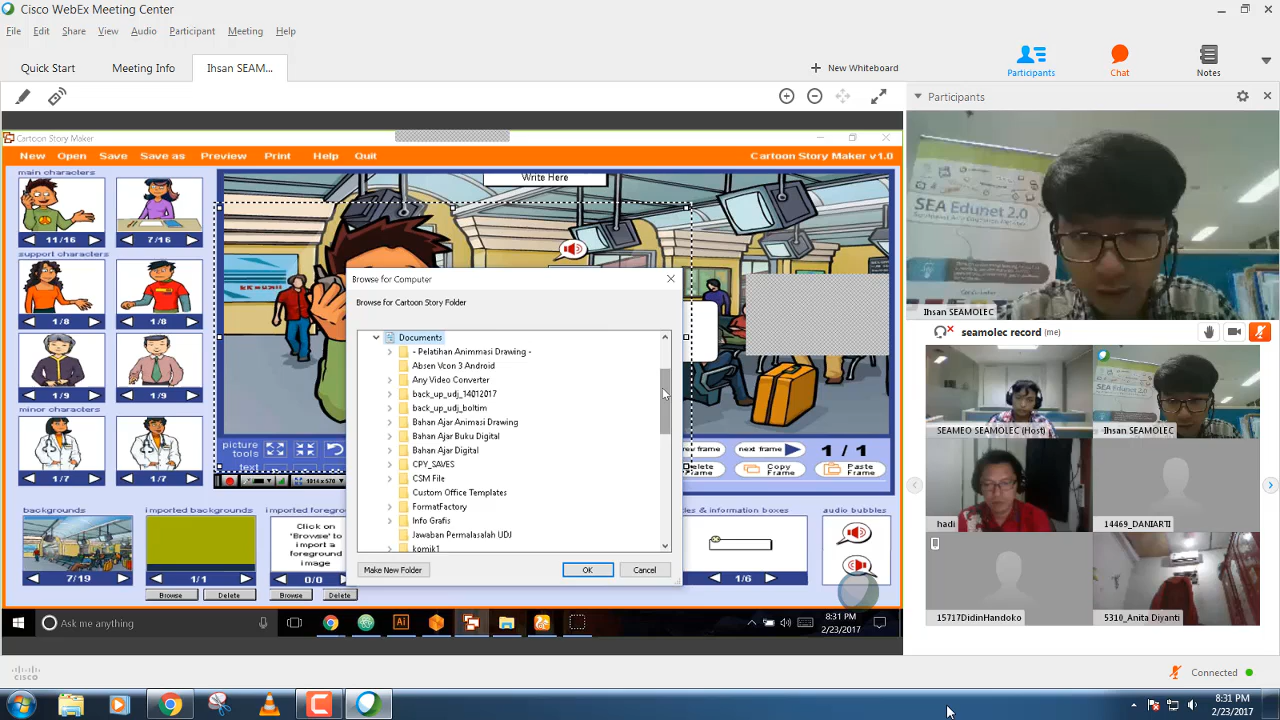 Cisco WebEx Meeting Center
File Edit Share View Audio Participant Meeting Help
Quick Start Meeting Info Ihsan SEAM...
New Whiteboard
Participants Chat Notes
Participants
Cartoon Story Maker
New Open Save Save as Preview Print Help Quit
Cartoon Story Maker v1.0
main characters
11/16 7/16
support characters
1/8 1/8
1/9 1/9
minor characters
1/7 1/7
Write Here
Browse for Computer
Browse for Cartoon Story Folder
Documents
- Pelatihan Animmasi Drawing -
Absen Vcon 3 Android
Any Video Converter
back_up_udj_14012017
back_up_udj_boltim
Bahan Ajar Animasi Drawing
Bahan Ajar Buku Digital
Bahan Ajar Digital
CPY_SAVES
CSM File
Custom Office Templates
FormatFactory
Info Grafis
Jawaban Permalasalah UDJ
komik1
Make New Folder OK Cancel
picture tools
text
next frame 1 / 1
Copy Frame
Paste Frame
backgrounds
7/19
imported backgrounds
1/1
Browse Delete
Click on 'Browse' to import a foreground image
0/0
Browse Delete
& information boxes
1/6
audio bubbles
Ask me anything
8:31 PM
2/23/2017
SEA Edunet 2.0
Ihsan SEAMOLEC
seamolec record (me)
SEAMEO SEAMOLEC (Host)
Ihsan SEAMOLEC
hadi
14469_DANIARTI
15717DidinHandoko
5310_Anita Diyanti
Connected
8:31 PM
2/23/2017